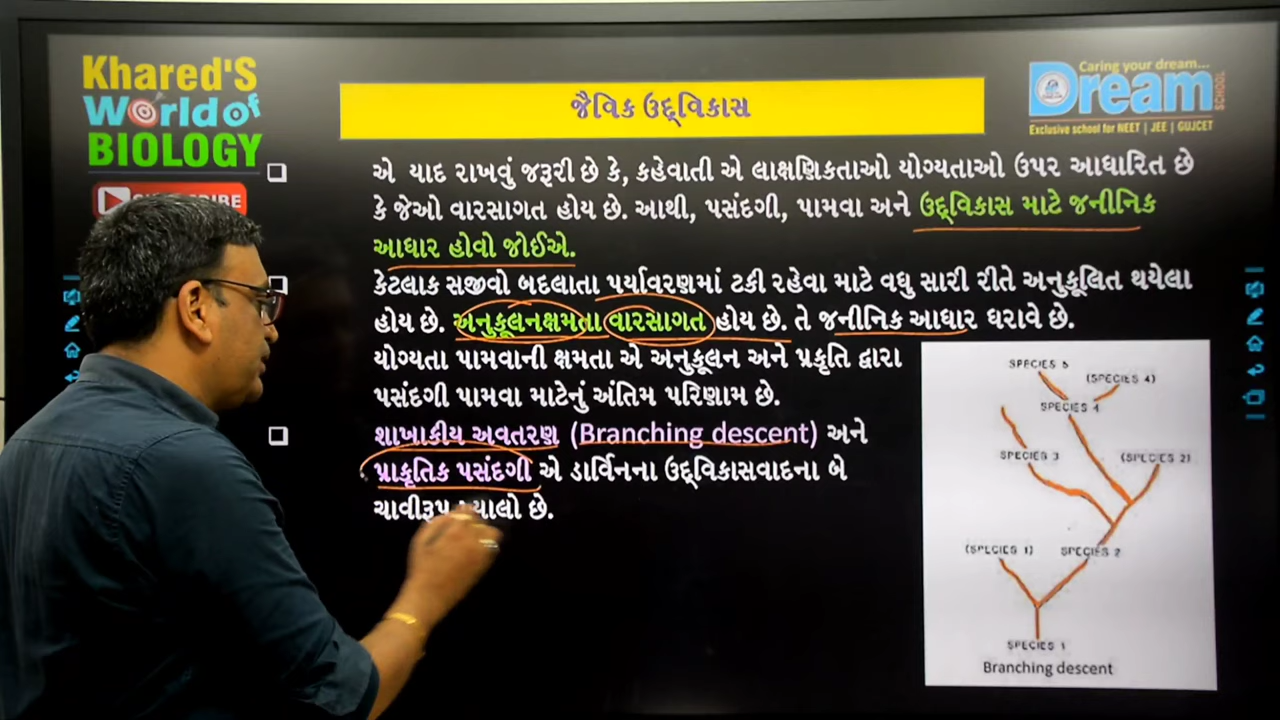 Khared'S
World of
BIOLOGY
Caring your dream...
Dream
SCHOOL
Exclusive school for NEET | JEE | GUJCET
જૈવિક ઉદ્‌વિકાસ
એ યાદ રાખવું જરૂરી છે કે, કહેવાતી એ લાક્ષણિકતાઓ યોગ્યતાઓ ઉપર આધારિત છે
કે જેઓ વારસાગત હોય છે. આથી, પસંદગી, પામવા અને ઉદ્‌વિકાસ માટે જનીનિક
આધાર હોવો જોઈએ.
કેટલાક સજીવો બદલાતા પર્યાવરણમાં ટકી રહેવા માટે વધુ સારી રીતે અનુકૂલિત થયેલા
હોય છે. અનુકૂલનક્ષમતા વારસાગત હોય છે. તે જનીનિક આધાર ધરાવે છે.
યોગ્યતા પામવાની ક્ષમતા એ અનુકૂલન અને પ્રકૃતિ દ્વારા
પસંદગી પામવા માટેનું અંતિમ પરિણામ છે.
શાખાકીય અવતરણ (Branching descent) અને
પ્રાકૃતિક પસંદગી એ ડાર્વિનના ઉદ્‌વિકાસવાદના બે
છે.
SPECIES 5
(SPECIES 4)
SPECIES 4
SPECIES 3 (SPECIES 2)
(SPECIES 1) SPECIES 2
SPECIES 1
Branching descent